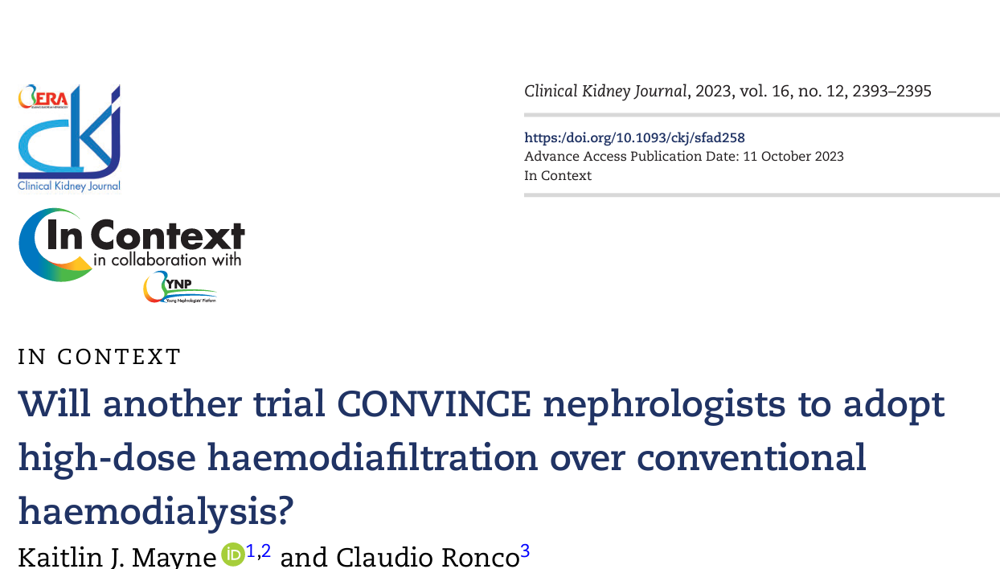 ERA
ckj
Clinical Kidney Journal
Clinical Kidney Journal, 2023, vol. 16, no. 12, 2393–2395
https:/doi.org/10.1093/ckj/sfad258
Advance Access Publication Date: 11 October 2023
In Context
In Context
in collaboration with
YNP
Young Nephrologists' Platform
IN CONTEXT
Will another trial CONVINCE nephrologists to adopt
high-dose haemodiafiltration over conventional
haemodialysis?
Kaitlin J. Mayne iD 1,2 and Claudio Ronco3